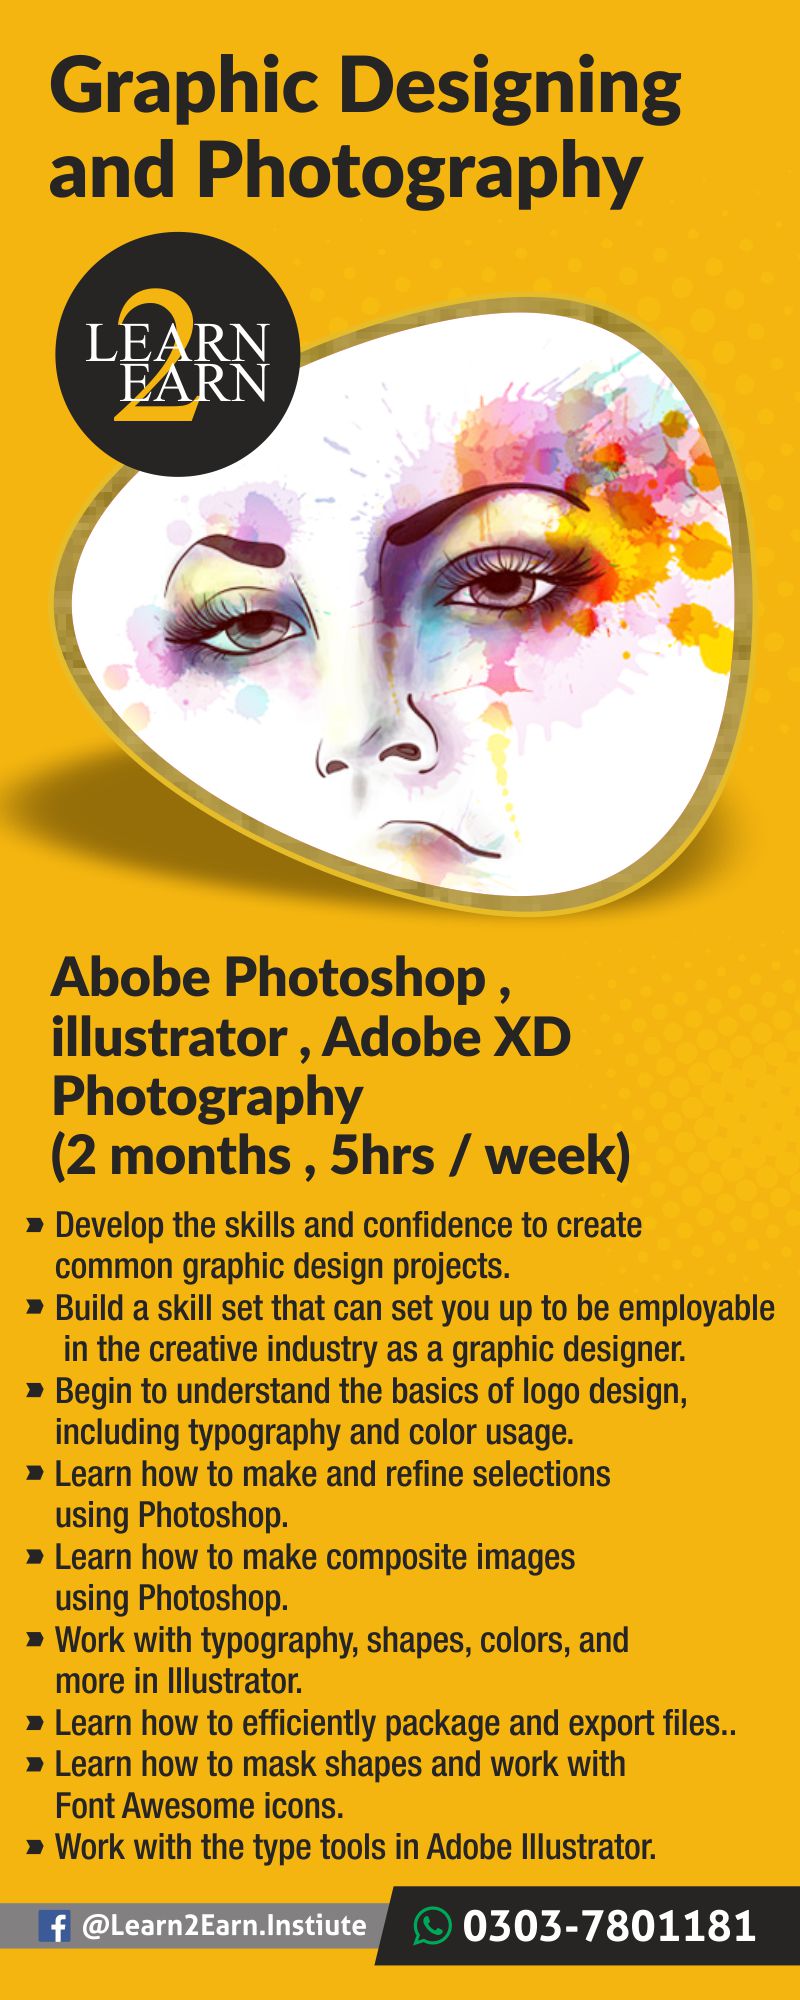 Graphic Designing
and Photography
2
LEARN
EARN
Abobe Photoshop ,
illustrator , Adobe XD
Photography
(2 months , 5hrs / week)
Develop the skills and confidence to create
common graphic design projects.
Build a skill set that can set you up to be employable
in the creative industry as a graphic designer.
Begin to understand the basics of logo design,
including typography and color usage.
Learn how to make and refine selections
using Photoshop.
Learn how to make composite images
using Photoshop.
Work with typography, shapes, colors, and
more in Illustrator.
Learn how to efficiently package and export files..
Learn how to mask shapes and work with
Font Awesome icons.
Work with the type tools in Adobe Illustrator.
@Learn2Earn.Instiute
0303-7801181